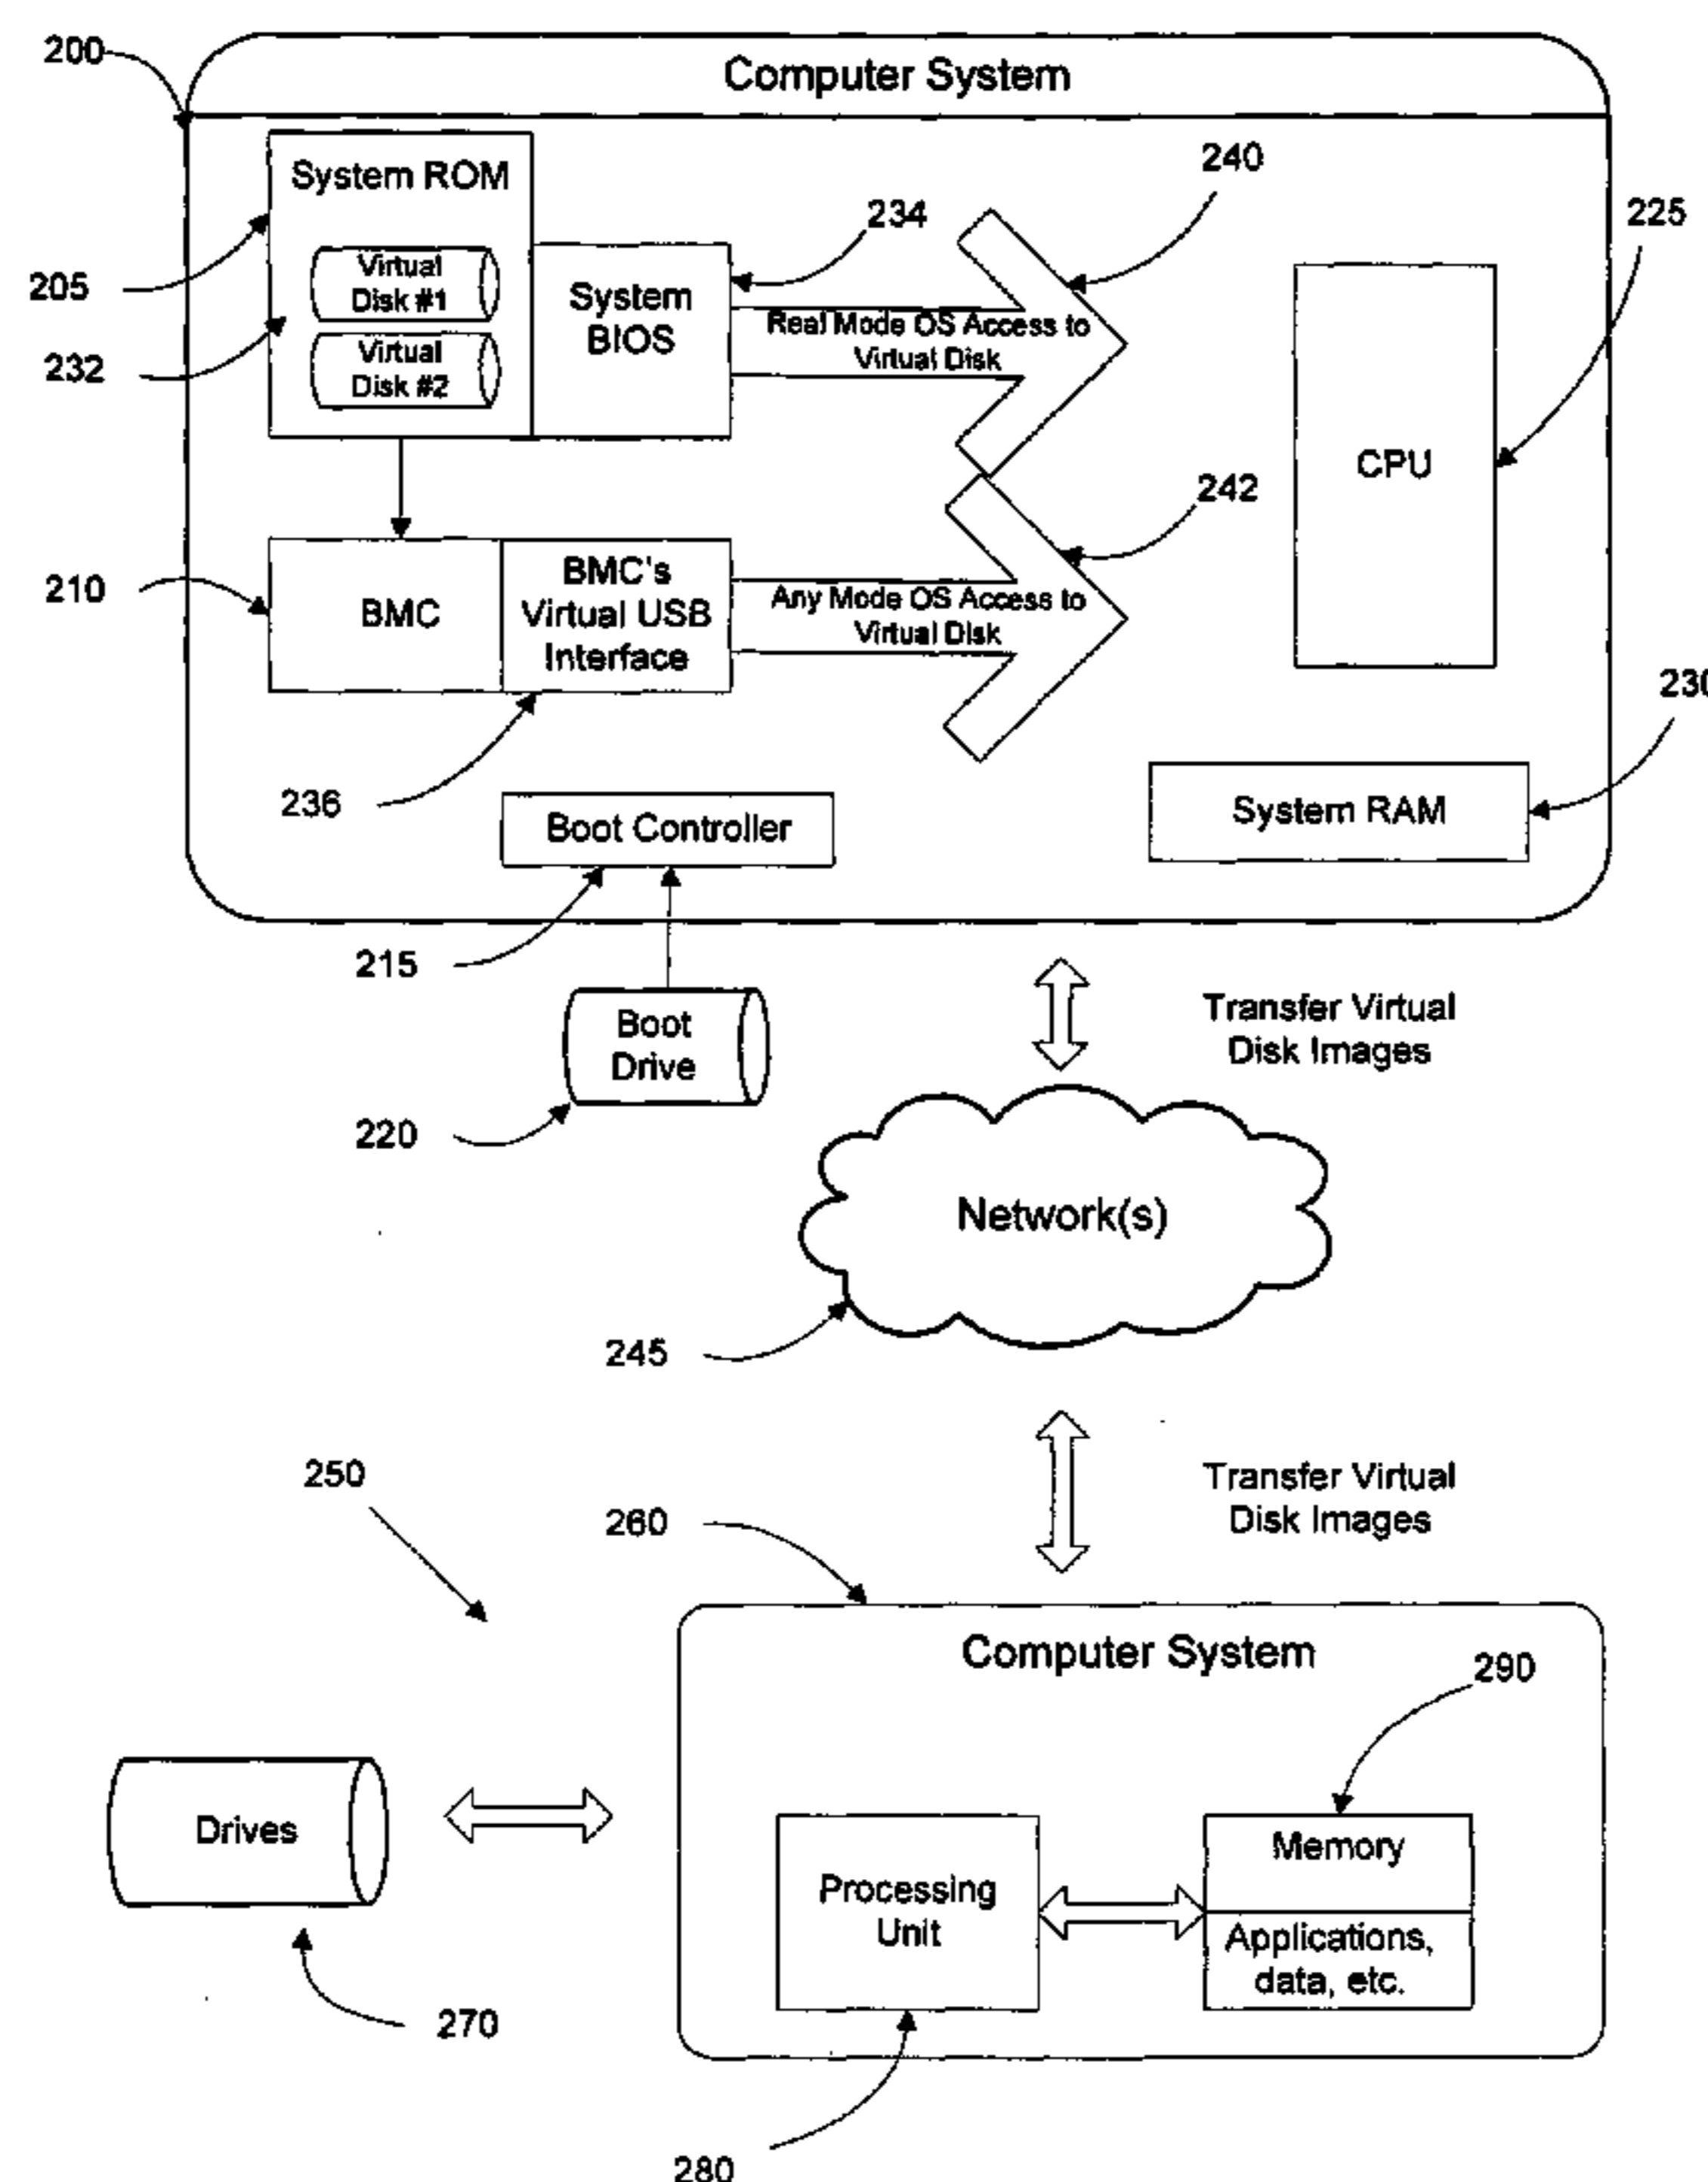 200
Computer System
System ROM
240
234
225
205
Virtual
Disk #1
System
BIOS
Real Mode OS Access to
Virtual Disk
232
Virtual
Disk #2
CPU
242
210
BMC
BMC's
Virtual USB
Interface
Any Mode OS Access to
Virtual Disk
230
236
Boot Controller
System RAM
215
Boot
Drive
Transfer Virtual
Disk Images
220
Network(s)
245
250
260
Transfer Virtual
Disk Images
Computer System
290
Drives
Processing
Unit
Memory
Applications,
data, etc.
270
280